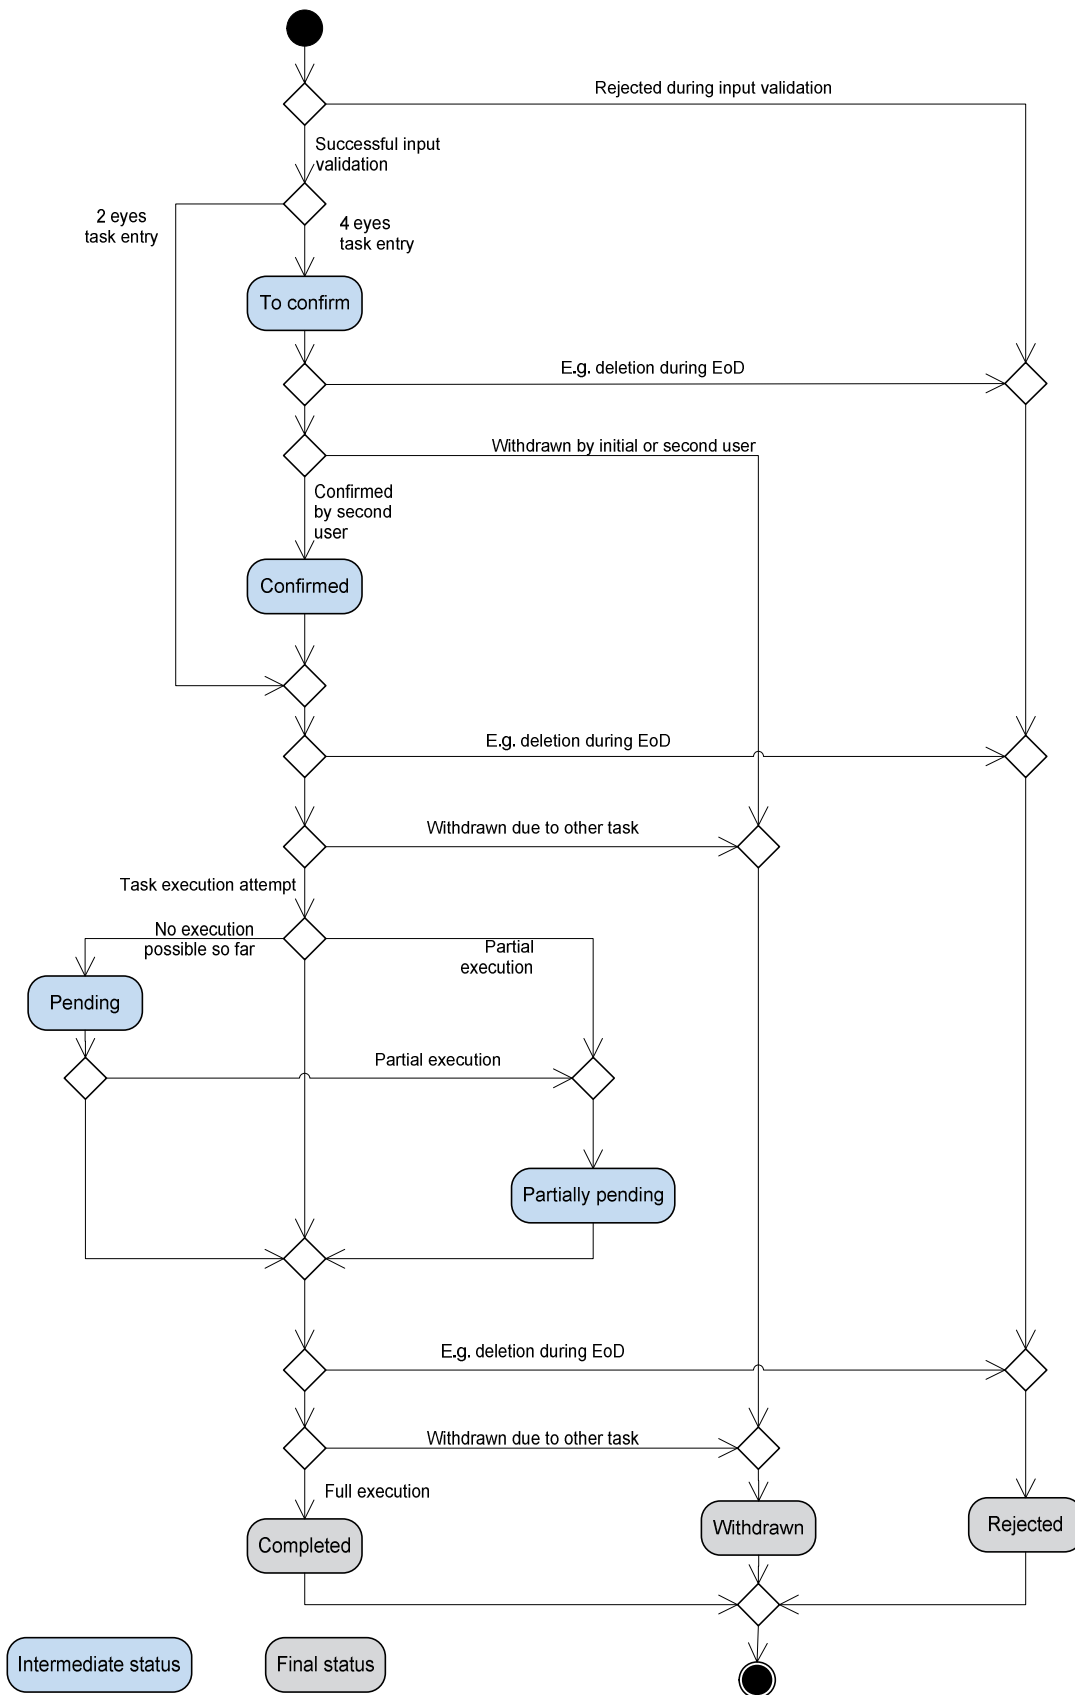 Rejected during input validation
Successful input
validation
2 eyes
task entry
4 eyes
task entry
To confirm
E.g. deletion during EoD
Withdrawn by initial or second user
Confirmed
by second
user
Confirmed
E.g. deletion during EoD
Withdrawn due to other task
Task execution attempt
No execution
possible so far
Partial
execution
Pending
Partial execution
Partially pending
E.g. deletion during EoD
Withdrawn due to other task
Full execution
Completed
Withdrawn
Rejected
Intermediate status
Final status